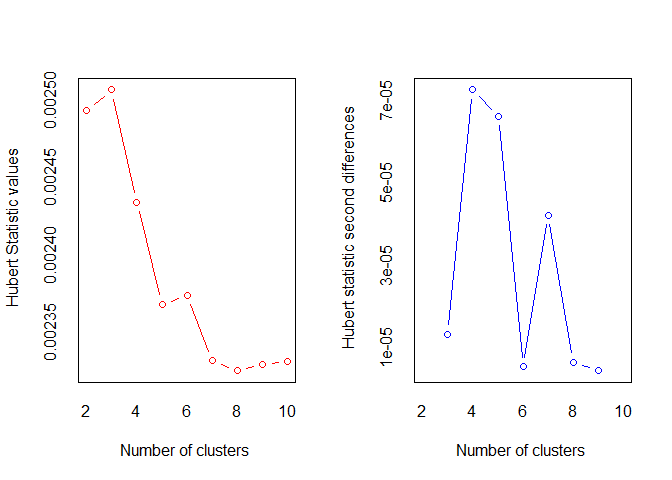 Hubert Statistic values
0.00250
0.00245
0.00240
0.00235
2 4 6 8 10
Number of clusters
Hubert statistic second differences
7e-05
5e-05
3e-05
1e-05
2 4 6 8 10
Number of clusters